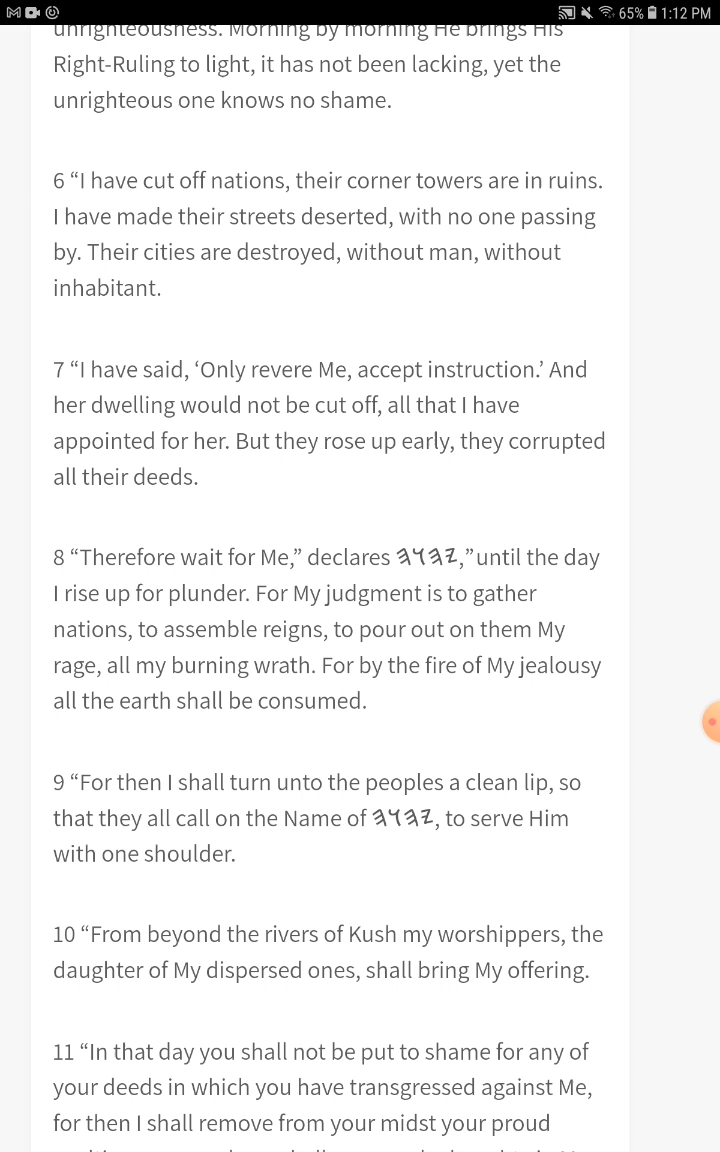 65% 1:12 PM
unrighteousness. Morning by morning He brings His
Right-Ruling to light, it has not been lacking, yet the
unrighteous one knows no shame.
6 “I have cut off nations, their corner towers are in ruins.
I have made their streets deserted, with no one passing
by. Their cities are destroyed, without man, without
inhabitant.
7 “I have said, ‘Only revere Me, accept instruction.’ And
her dwelling would not be cut off, all that I have
appointed for her. But they rose up early, they corrupted
all their deeds.
8 “Therefore wait for Me,” declares 𐤄𐤅𐤄𐤉,”until the day
I rise up for plunder. For My judgment is to gather
nations, to assemble reigns, to pour out on them My
rage, all my burning wrath. For by the fire of My jealousy
all the earth shall be consumed.
9 “For then I shall turn unto the peoples a clean lip, so
that they all call on the Name of 𐤄𐤅𐤄𐤉, to serve Him
with one shoulder.
10 “From beyond the rivers of Kush my worshippers, the
daughter of My dispersed ones, shall bring My offering.
11 “In that day you shall not be put to shame for any of
your deeds in which you have transgressed against Me,
for then I shall remove from your midst your proud